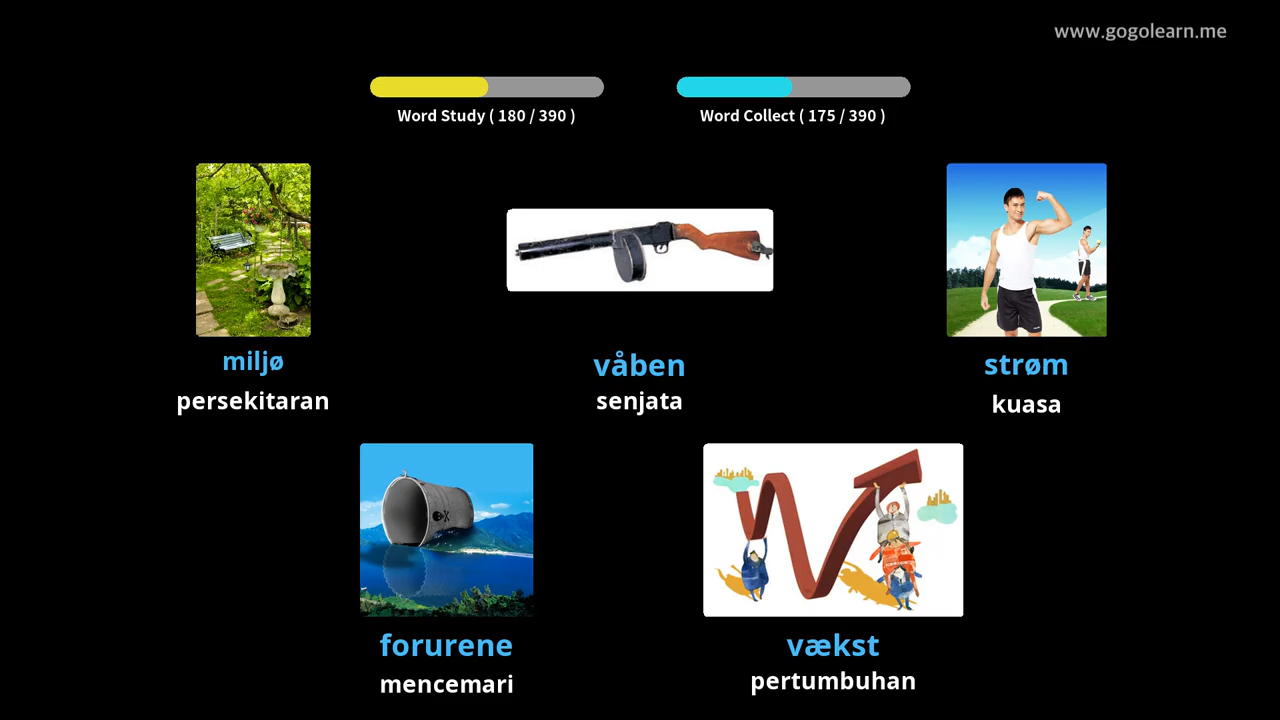 www.gogolearn.me
Word Study ( 180 / 390 )
Word Collect ( 175 / 390 )
miljø
persekitaran
våben
senjata
strøm
kuasa
forurene
mencemari
vækst
pertumbuhan